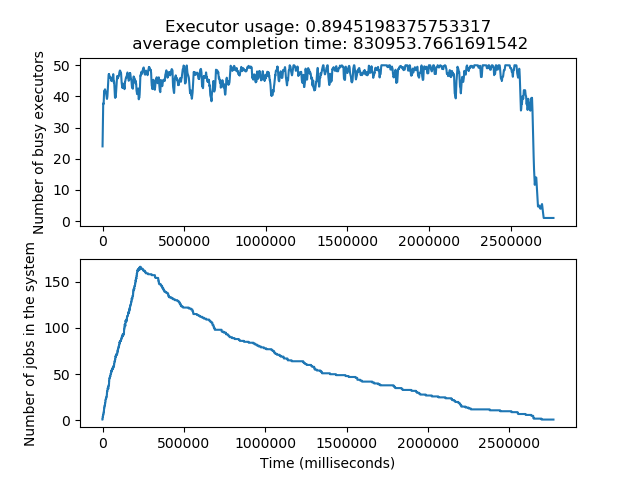 Executor usage: 0.8945198375753317
average completion time: 830953.7661691542
Number of busy executors
50
40
30
20
10
0
0 500000 1000000 1500000 2000000 2500000
Number of jobs in the system
150
100
50
0
0 500000 1000000 1500000 2000000 2500000
Time (milliseconds)